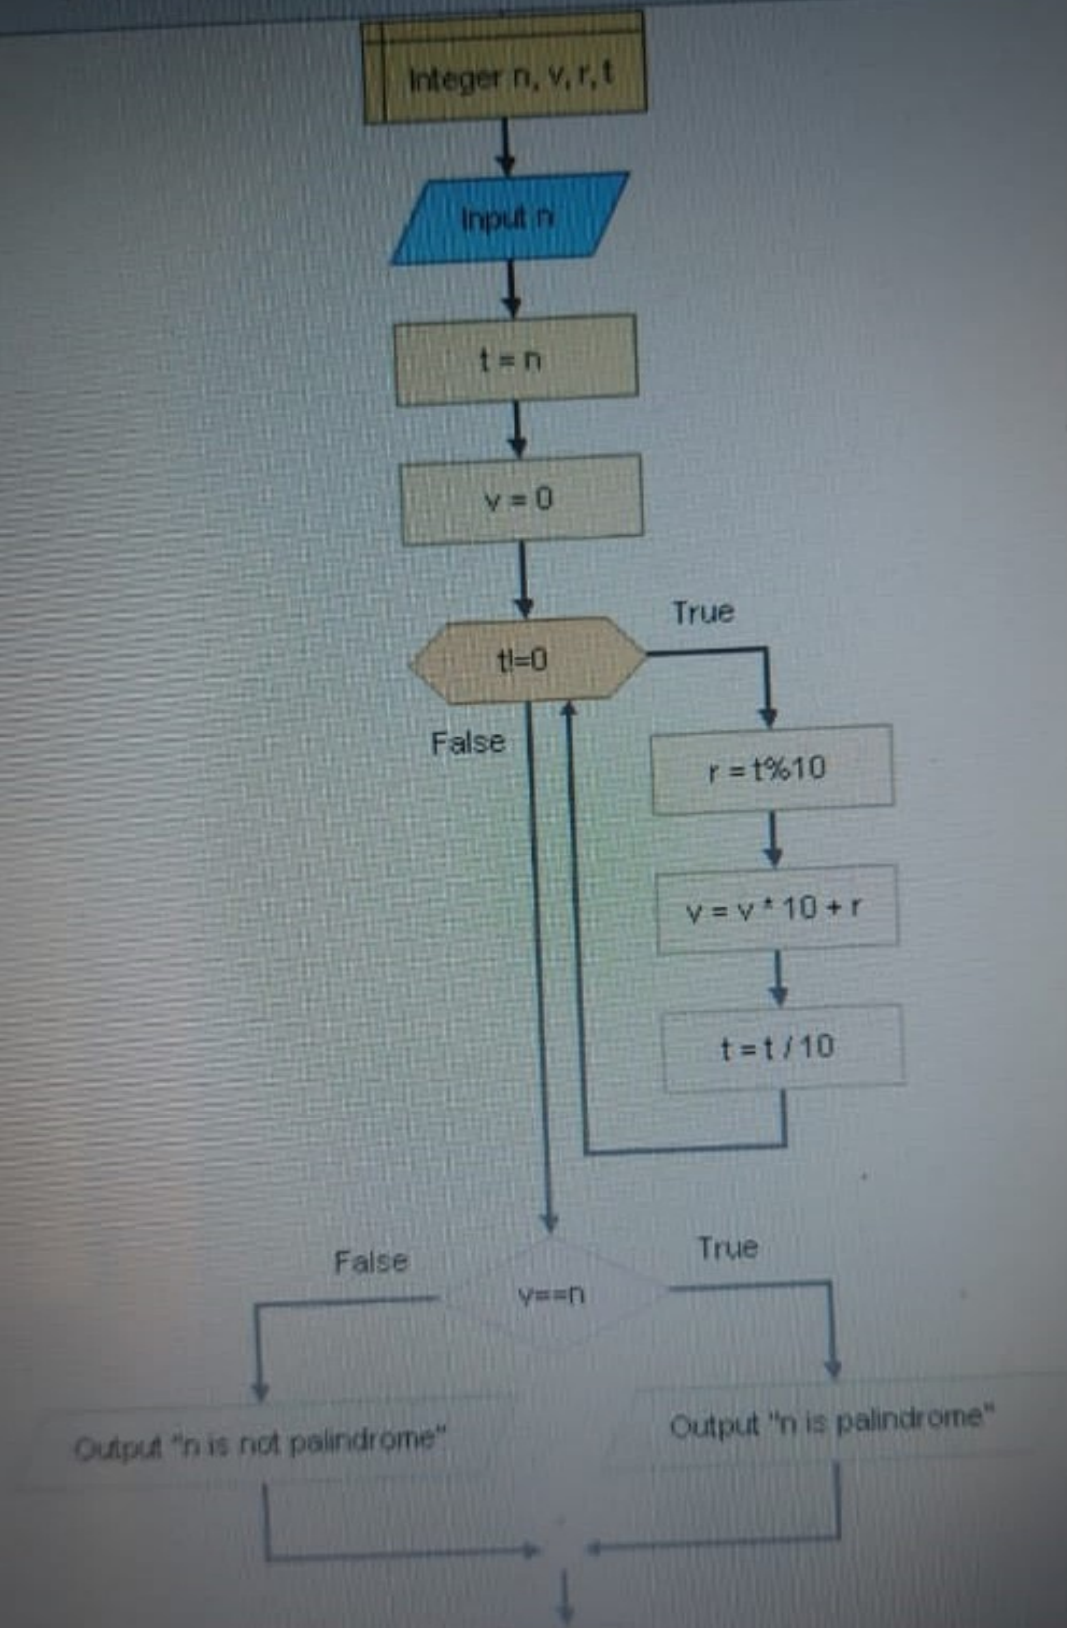 Integer n, v, r, t
Input n
t = n
v = 0
t!=0
True
False
r = t%10
v = v * 10 + r
t = t / 10
False
True
v==n
Output "n is not palindrome"
Output "n is palindrome"